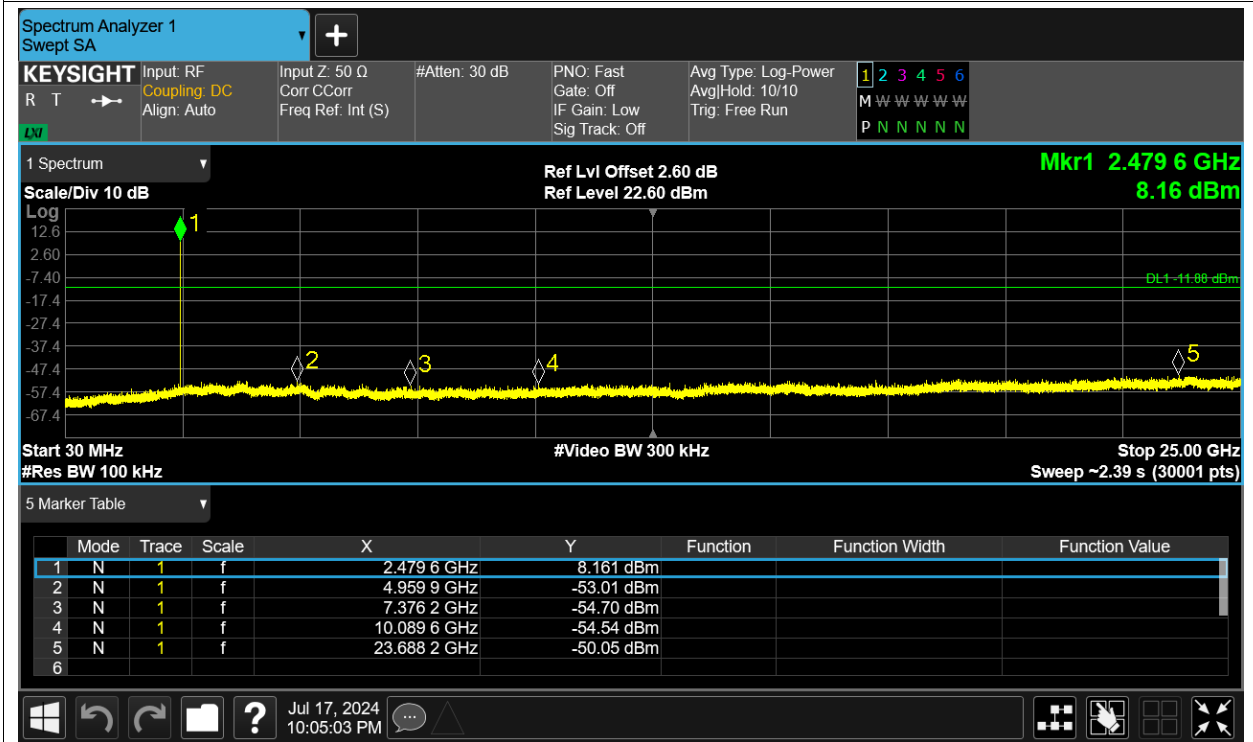 Spectrum Analyzer 1
Swept SA
+
KEYSIGHT Input: RF Input Z: 50 Ω #Atten: 30 dB PNO: Fast Avg Type: Log-Power 1 2 3 4 5 6
R T Coupling: DC Corr CCorr Gate: Off Avg|Hold: 10/10 M W W W W W
Align: Auto Freq Ref: Int (S) IF Gain: Low Trig: Free Run
LXI Sig Track: Off P N N N N N
1 Spectrum Ref Lvl Offset 2.60 dB Mkr1 2.479 6 GHz
Scale/Div 10 dB Ref Level 22.60 dBm 8.16 dBm
Log
1
12.6
2.60
-7.40
DL1 -11.88 dBm
-17.4
-27.4
-37.4
2 3 4 5
-47.4
-57.4
-67.4
Start 30 MHz #Video BW 300 kHz Stop 25.00 GHz
#Res BW 100 kHz Sweep ~2.39 s (30001 pts)
5 Marker Table
Mode Trace Scale X Y Function Function Width Function Value
1 N 1 f 2.479 6 GHz 8.161 dBm
2 N 1 f 4.959 9 GHz -53.01 dBm
3 N 1 f 7.376 2 GHz -54.70 dBm
4 N 1 f 10.089 6 GHz -54.54 dBm
5 N 1 f 23.688 2 GHz -50.05 dBm
6
? Jul 17, 2024
10:05:03 PM